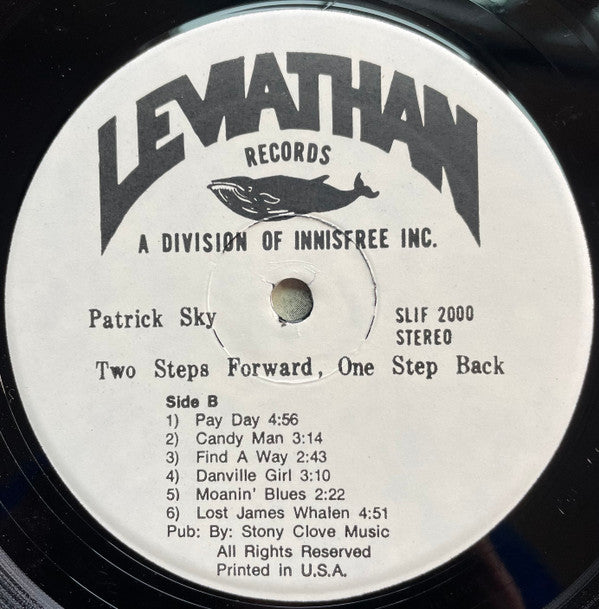 LEVIATHAN
RECORDS
A DIVISION OF INNISFREE INC.
Patrick Sky
SLIF 2000
STEREO
Two Steps Forward, One Step Back
Side B
1) Pay Day 4:56
2) Candy Man 3:14
3) Find A Way 2:43
4) Danville Girl 3:10
5) Moanin' Blues 2:22
6) Lost James Whalen 4:51
Pub: By: Stony Clove Music
All Rights Reserved
Printed in U.S.A.